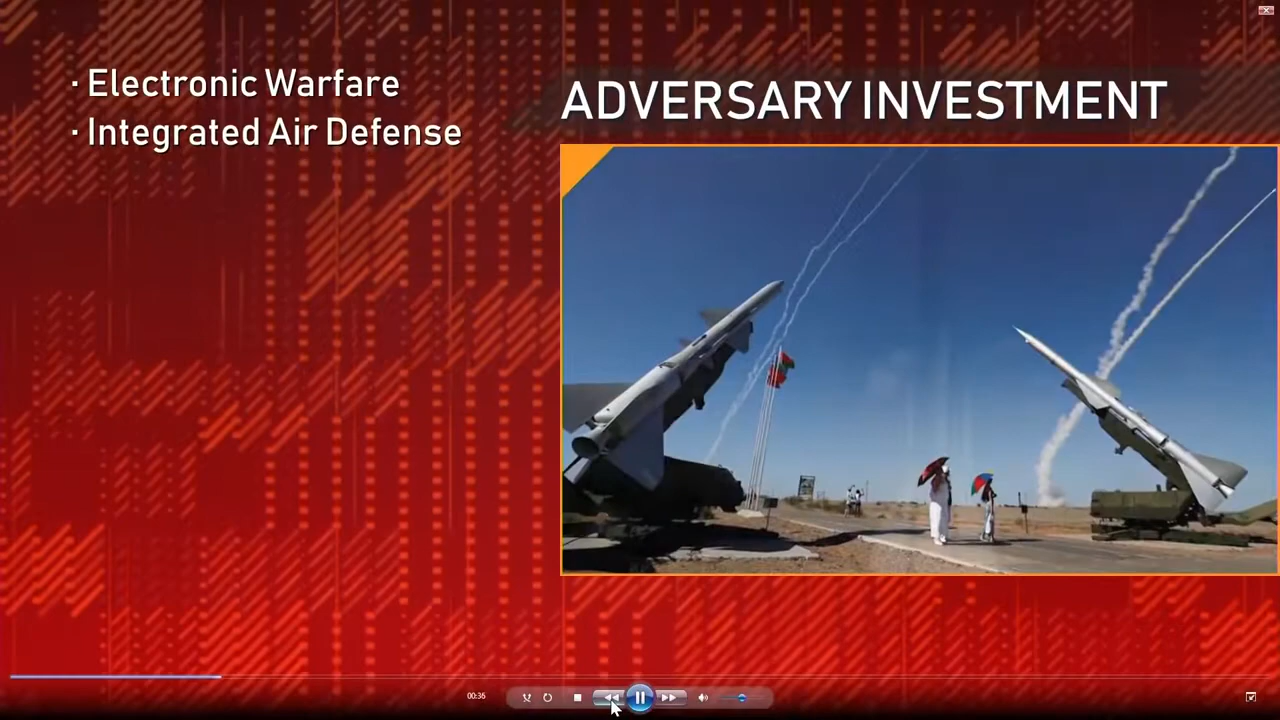 · Electronic Warfare
· Integrated Air Defense
ADVERSARY INVESTMENT
00:36